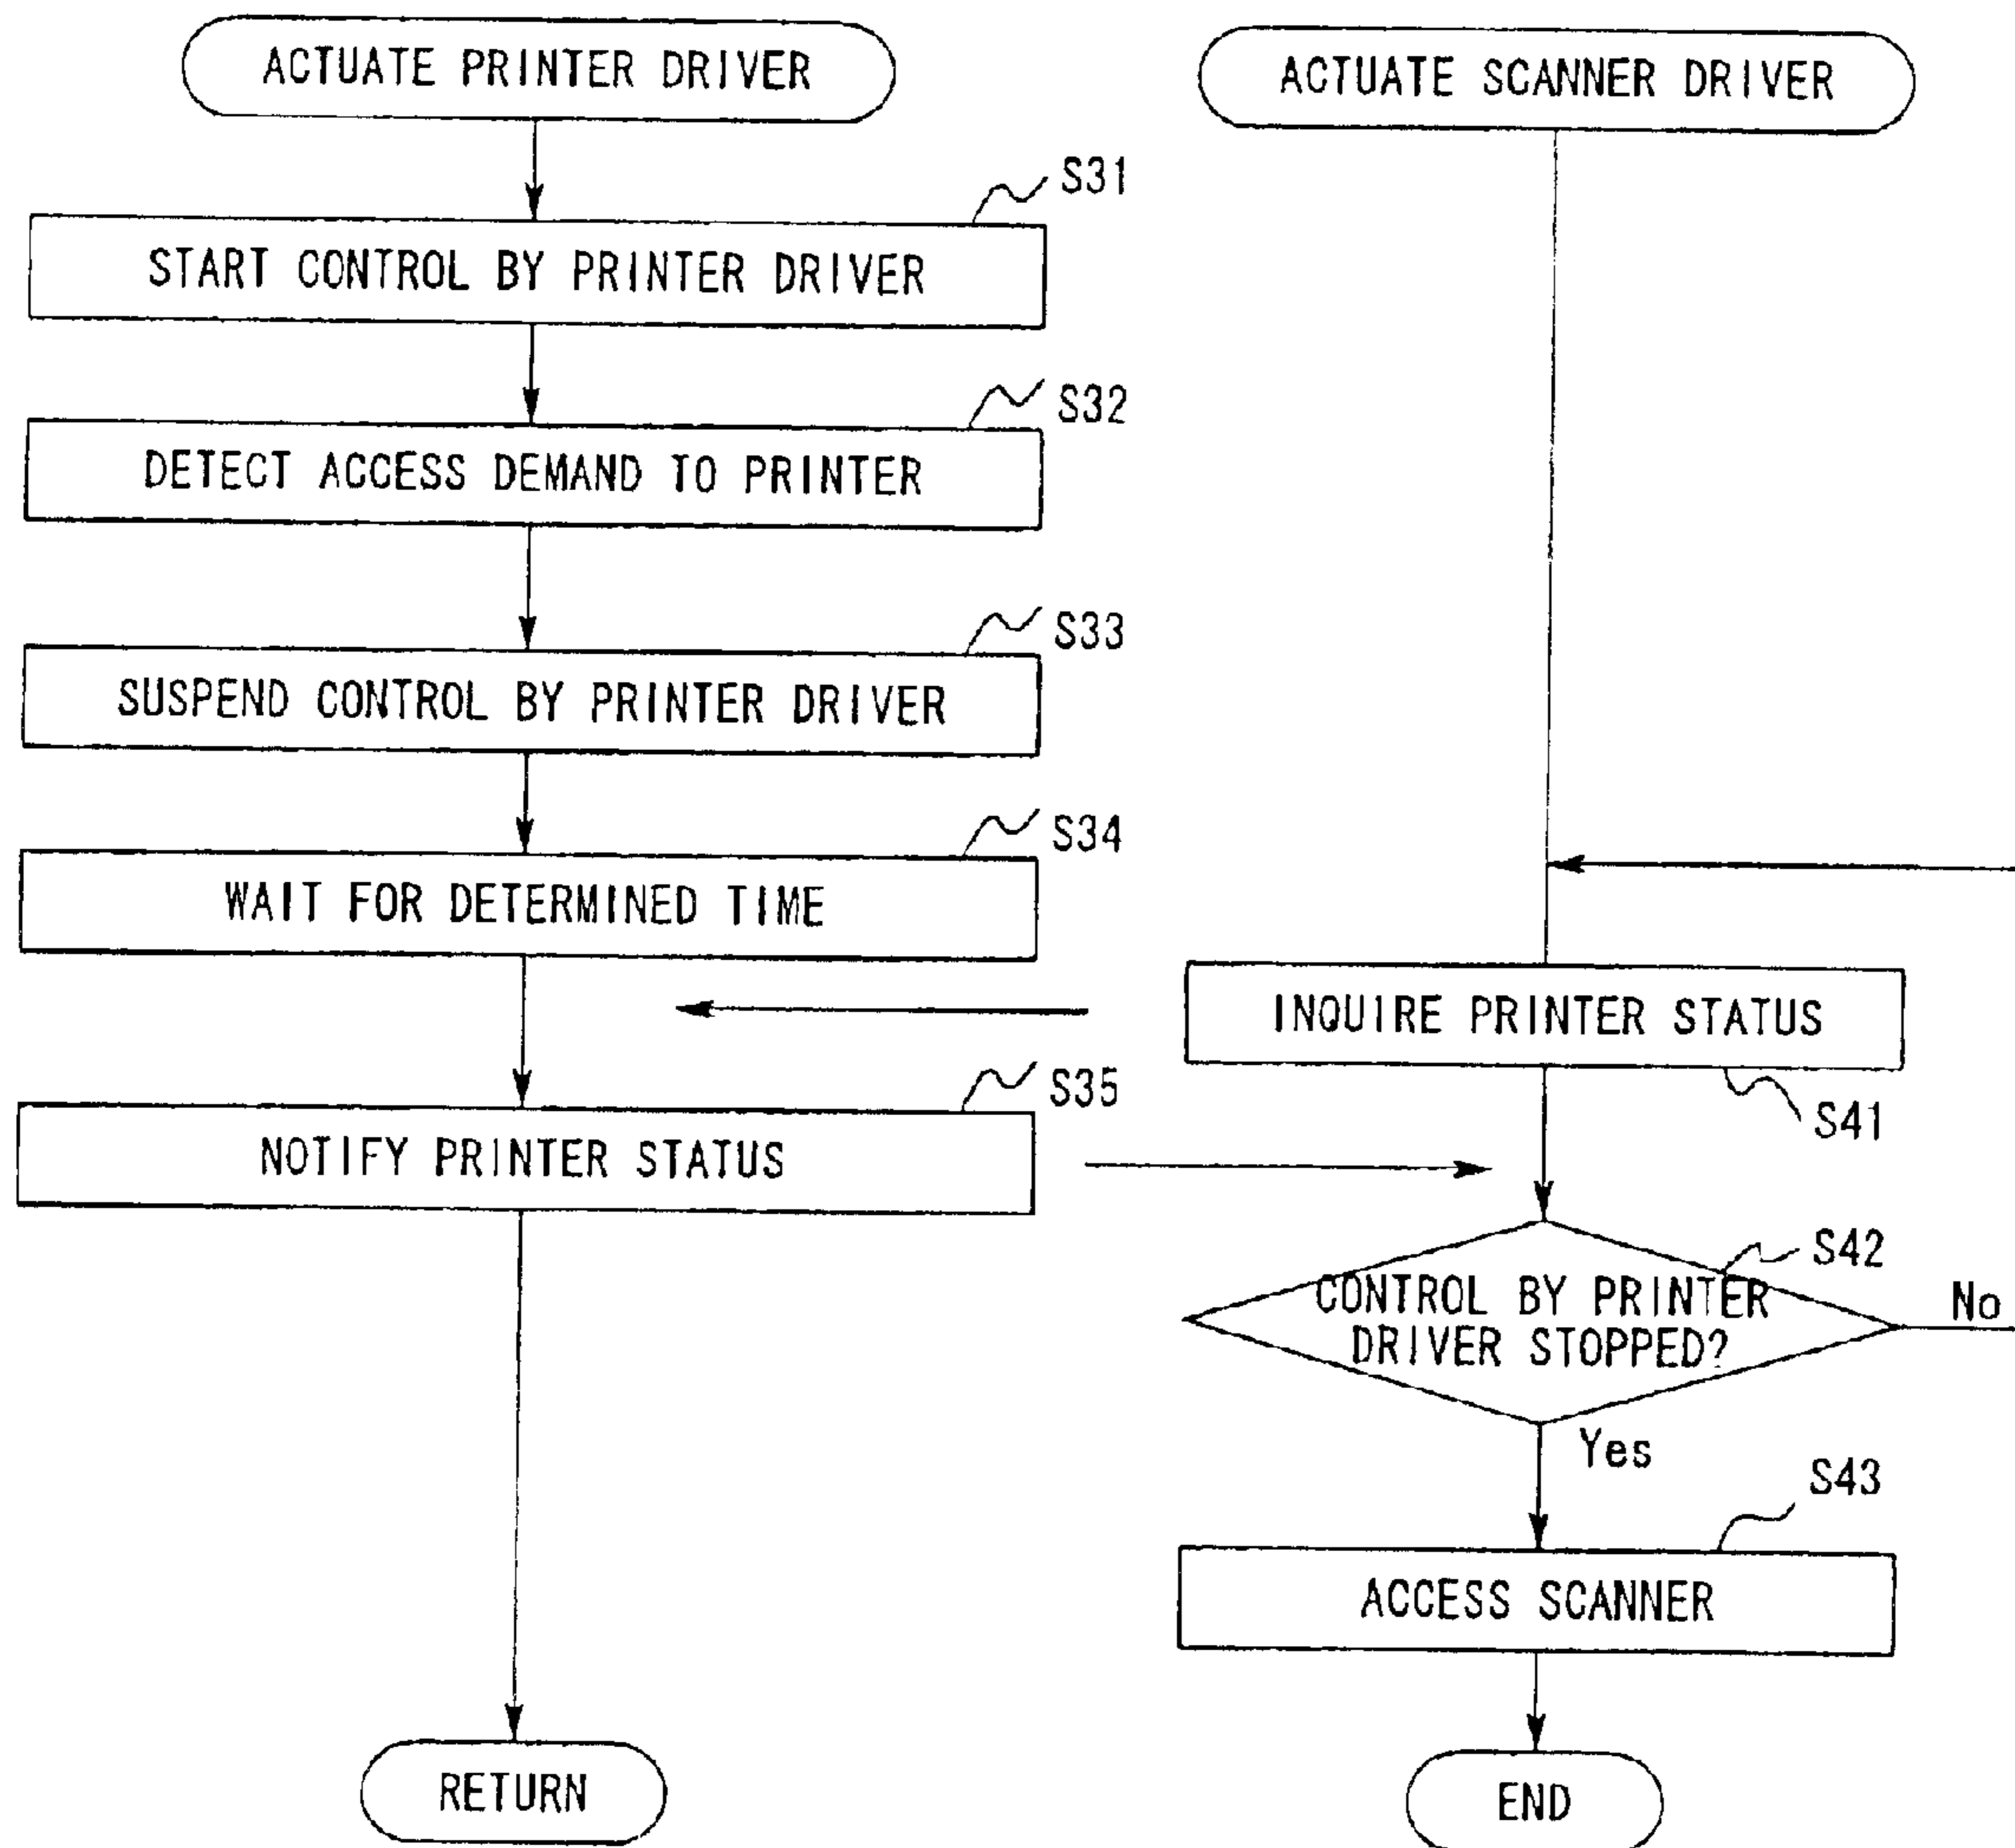 ACTUATE PRINTER DRIVER
S31
START CONTROL BY PRINTER DRIVER
S32
DETECT ACCESS DEMAND TO PRINTER
S33
SUSPEND CONTROL BY PRINTER DRIVER
S34
WAIT FOR DETERMINED TIME
S35
NOTIFY PRINTER STATUS
RETURN
ACTUATE SCANNER DRIVER
INQUIRE PRINTER STATUS
S41
S42
CONTROL BY PRINTER
DRIVER STOPPED?
No
Yes
S43
ACCESS SCANNER
END